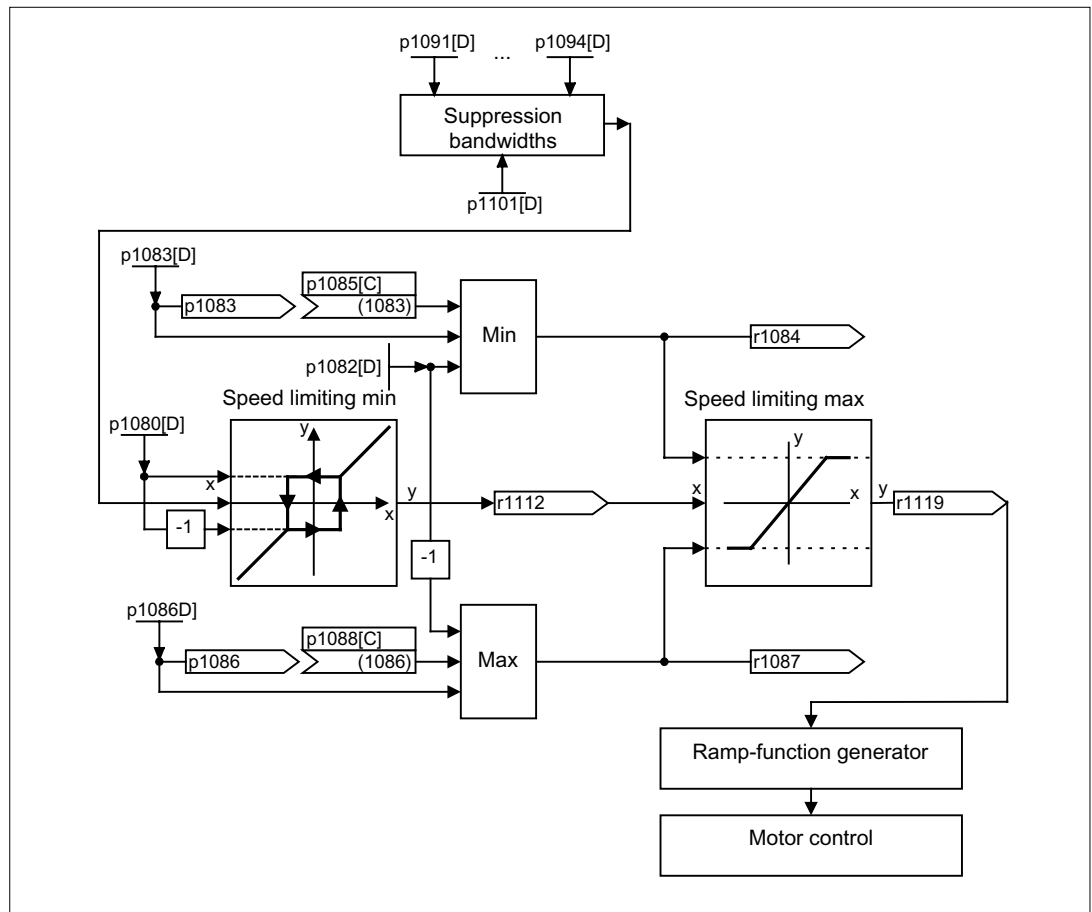 p1091[D] ... p1094[D]
Suppression
bandwidths
p1101[D]
p1083[D]
p1085[C]
p1083 (1083)
Min
r1084
p1082[D]
Speed limiting min
Speed limiting max
p1080[D]
y
y
x
x
y
x
x
y
r1112
r1119
-1
-1
p1086D]
p1088[C]
p1086 (1086)
Max
r1087
Ramp-function generator
Motor control